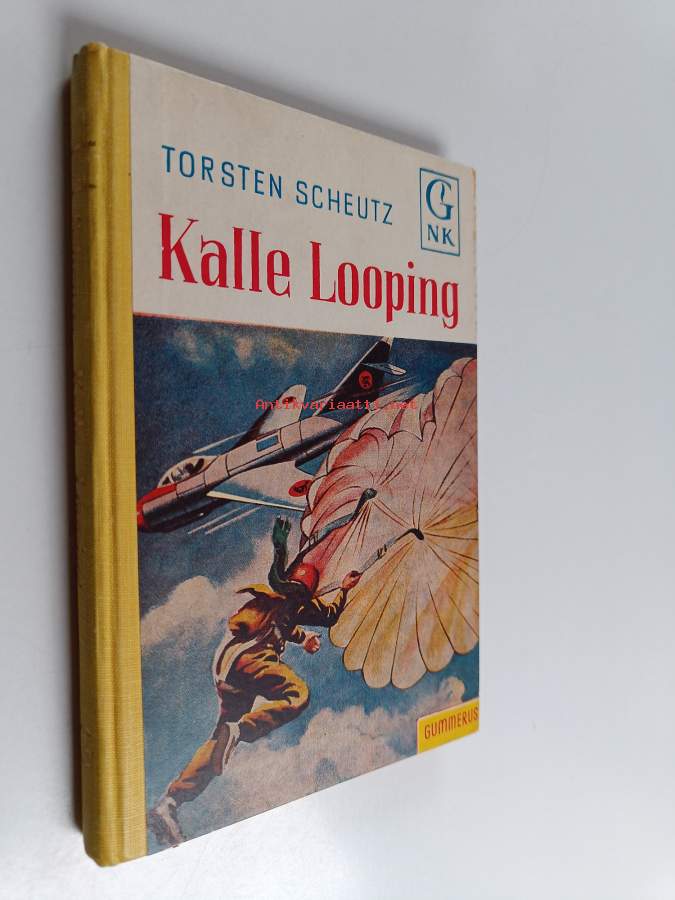 TORSTEN SCHEUTZ
G
NK
Kalle Looping
Antikvariaatti.net
GUMMERUS